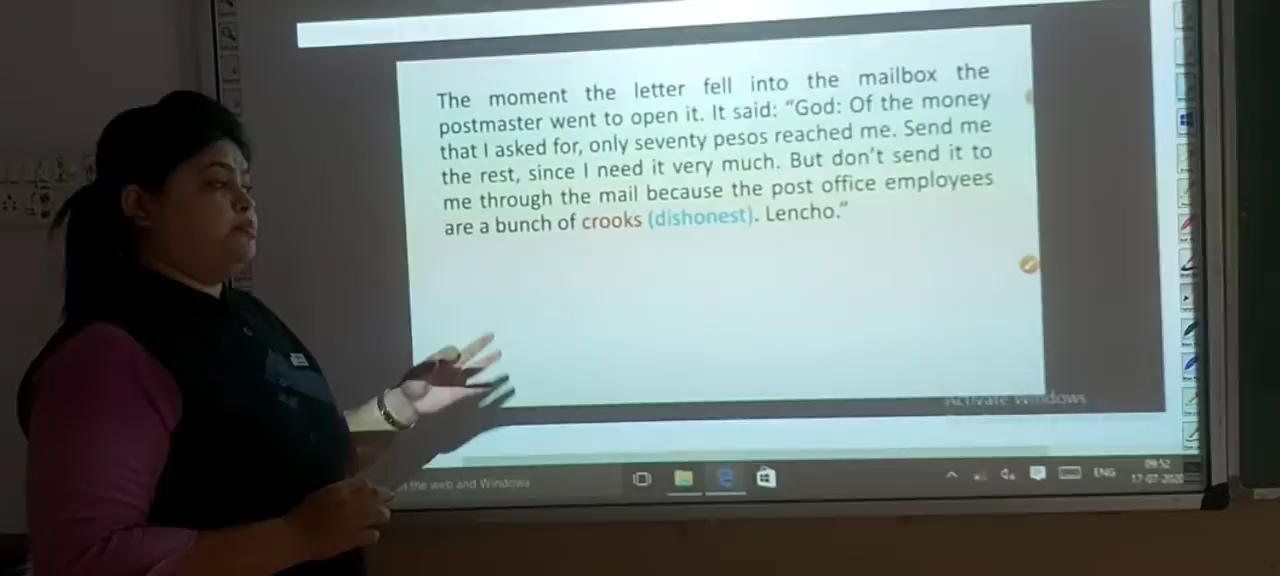 The moment the letter fell into the mailbox the
postmaster went to open it. It said: “God: Of the money
that I asked for, only seventy pesos reached me. Send me
the rest, since I need it very much. But don’t send it to
me through the mail because the post office employees
are a bunch of crooks (dishonest). Lencho.”
Activate Windows
the web and Windows
ENG
09:52
17-07-2020